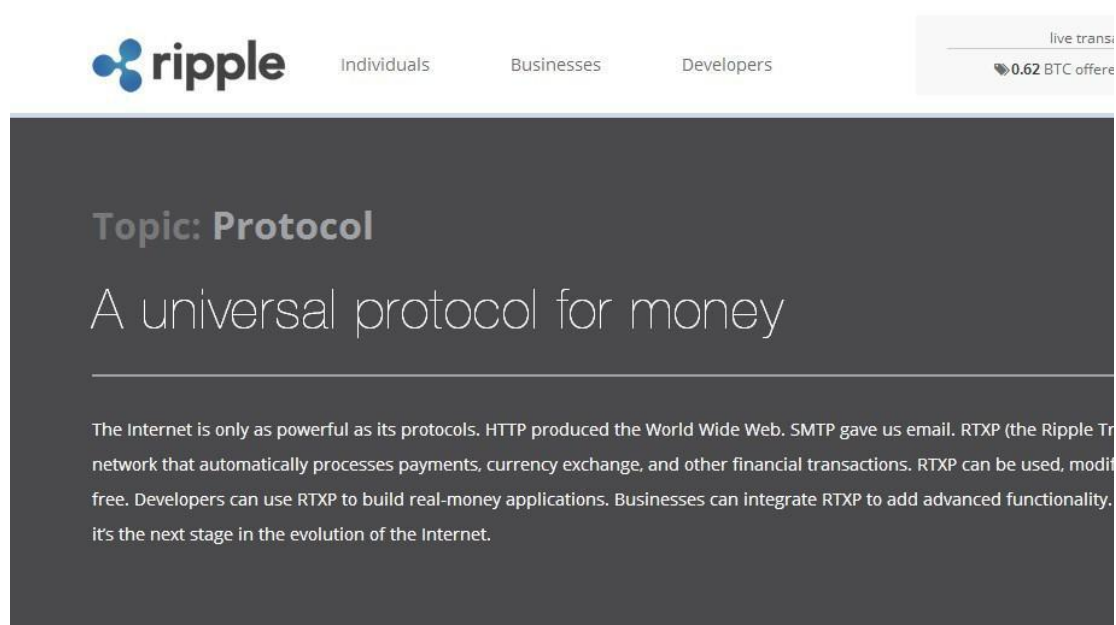 ripple
Individuals Businesses Developers
live
0.62 BTC
Topic: Protocol
A universal protocol for money
The Internet is only as powerful as its protocols. HTTP produced the World Wide Web. SMTP gave us email. RTXP (the Ripple
network that automatically processes payments, currency exchange, and other financial transactions. RTXP can be used,
free. Developers can use RTXP to build real-money applications. Businesses can integrate RTXP to add advanced functionality.
it's the next stage in the evolution of the Internet.